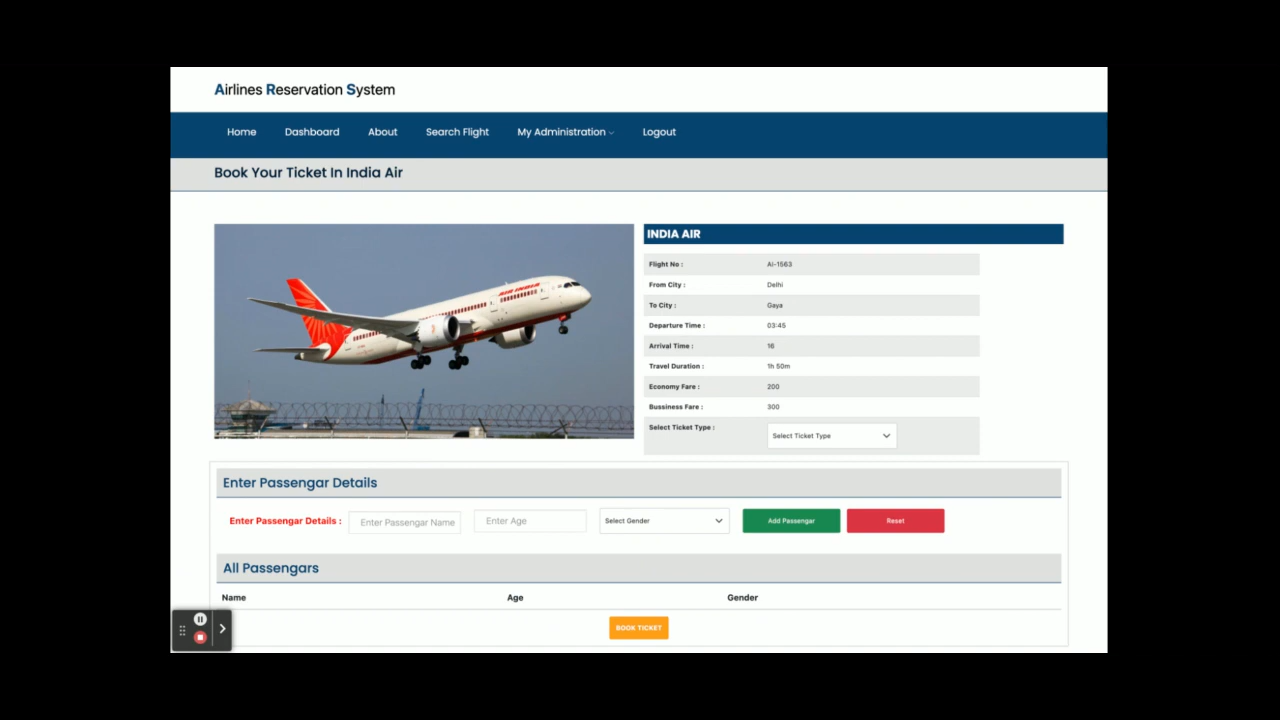 Airlines Reservation System
Home Dashboard About Search Flight My Administration Logout
Book Your Ticket In India Air
AIR INDIA
INDIA AIR
Flight No : AI-1563
From City : Delhi
To City : Gaya
Departure Time : 03:45
Arrival Time : 16
Travel Duration : 1h 50m
Economy Fare : 200
Bussiness Fare : 300
Select Ticket Type : Select Ticket Type
Enter Passengar Details
Enter Passengar Details : Enter Passengar Name Enter Age Select Gender Add Passengar Reset
All Passengars
Name Age Gender
BOOK TICKET